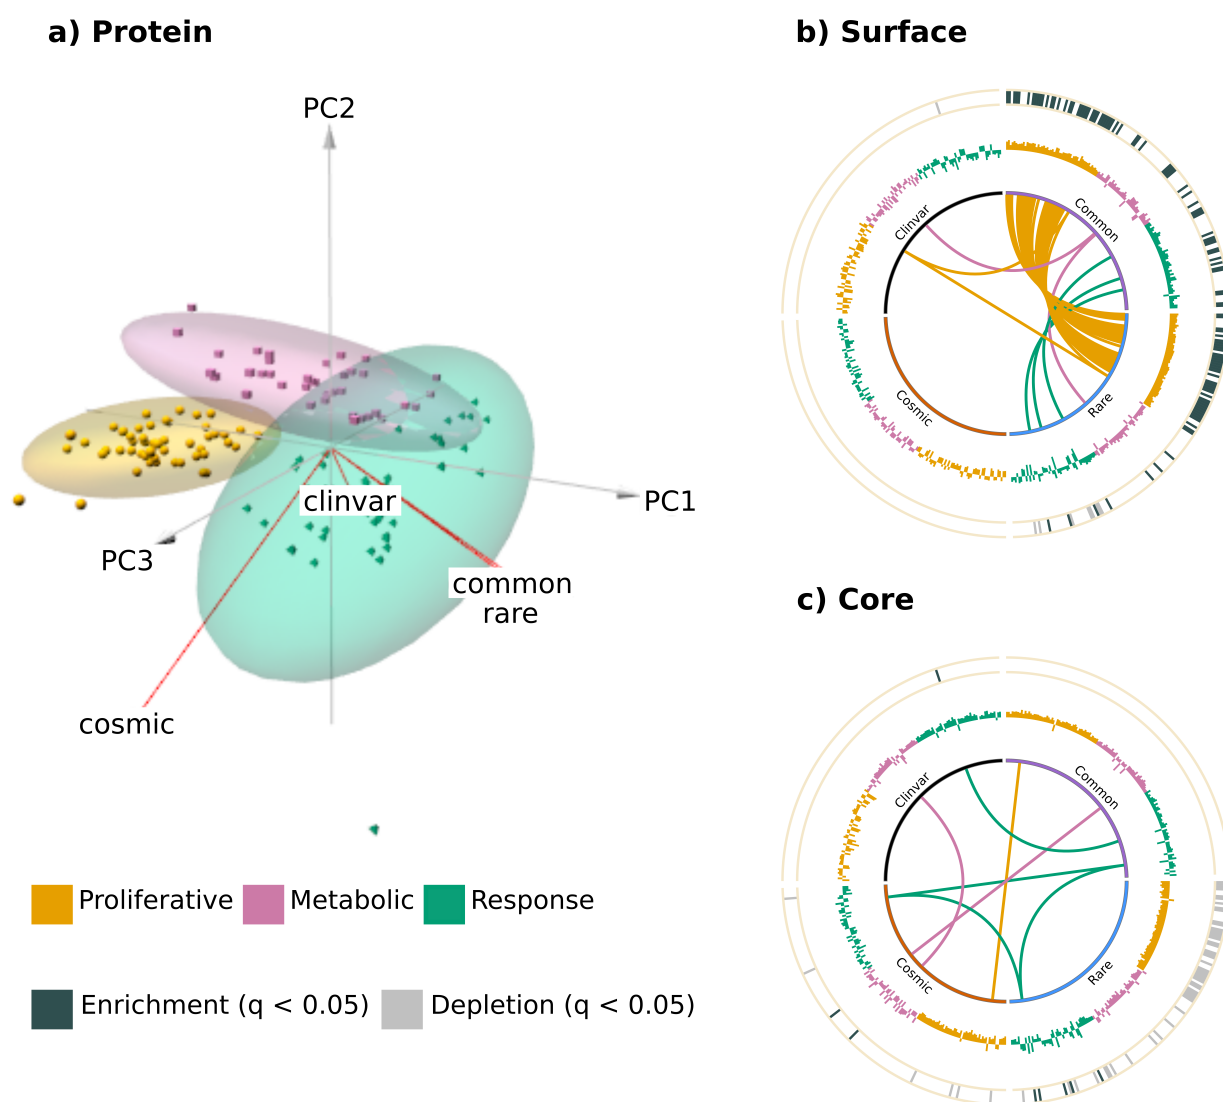 a) Protein
b) Surface
PC2
Clinvar
Common
Cosmic
Rare
clinvar
PC1
PC3
common
rare
cosmic
c) Core
Clinvar
Common
Cosmic
Rare
Proliferative
Metabolic
Response
Enrichment (q < 0.05)
Depletion (q < 0.05)